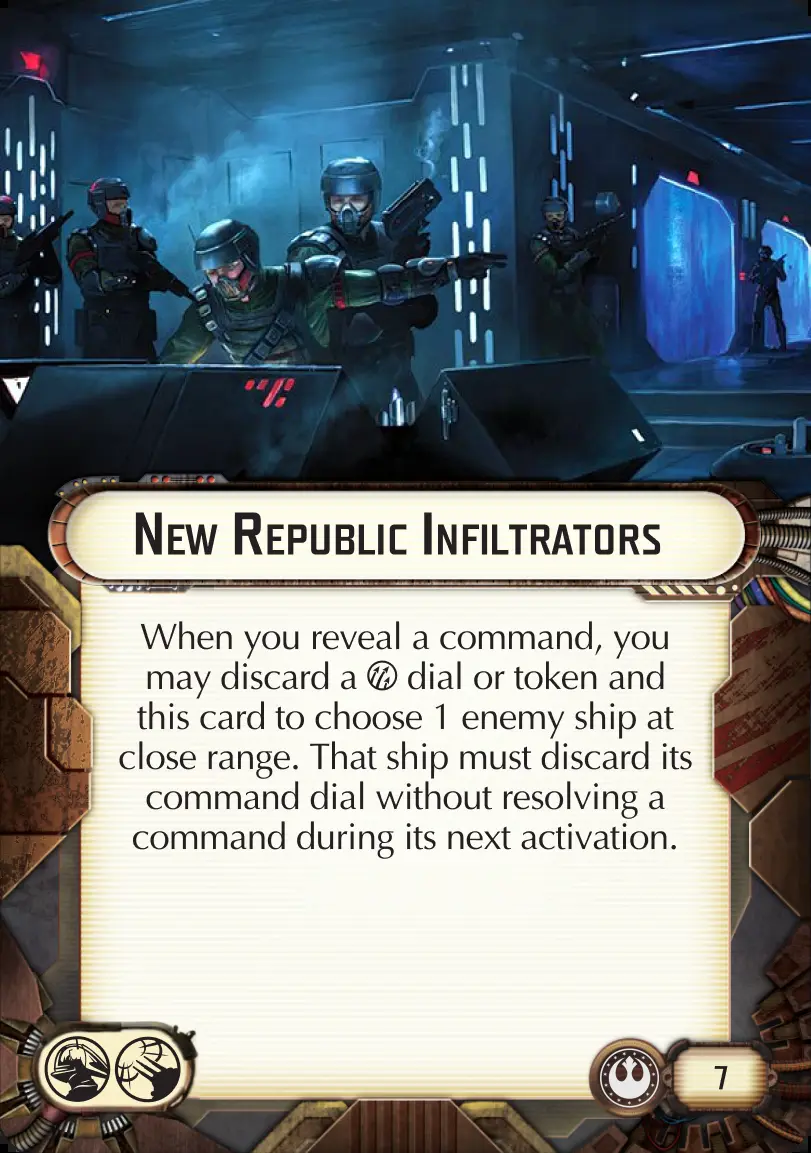 New Republic Infiltrators
When you reveal a command, you
may discard a dial or token and
this card to choose 1 enemy ship at
close range. That ship must discard its
command dial without resolving a
command during its next activation.
7